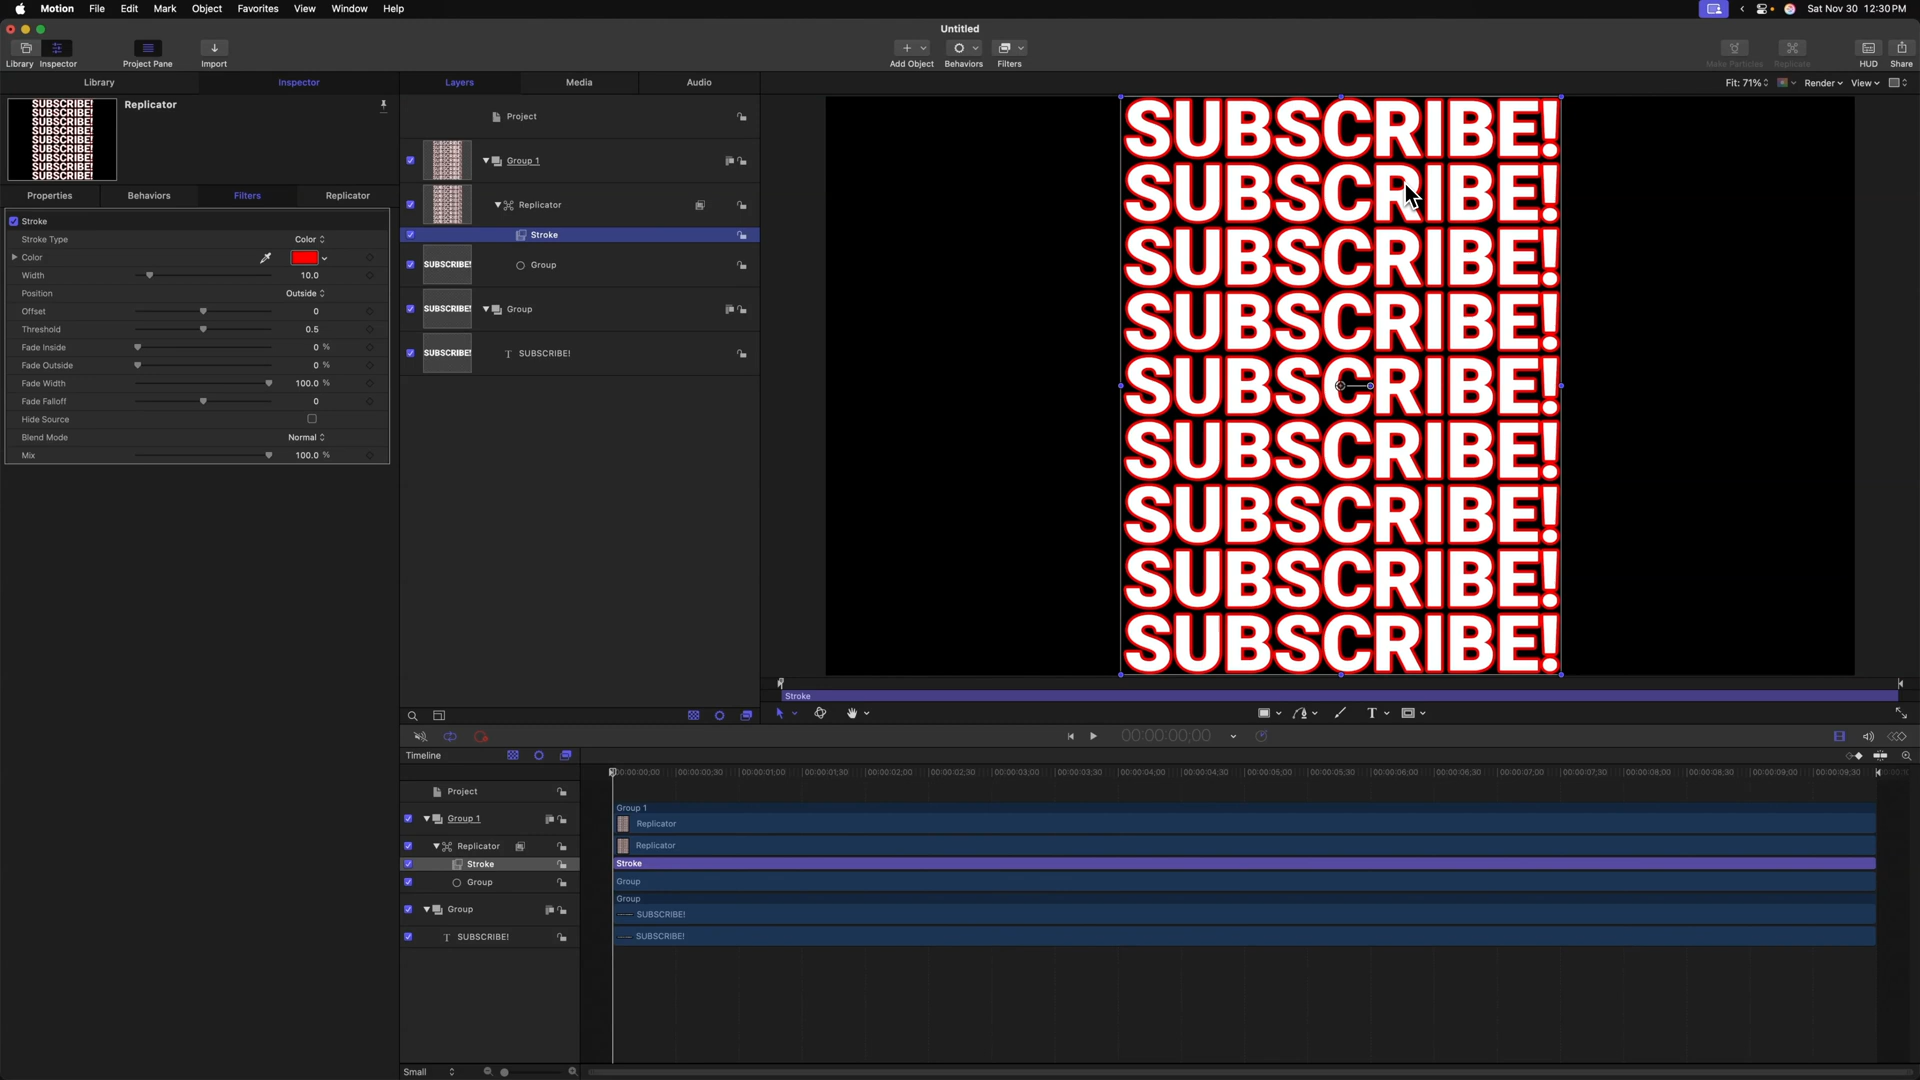 Motion File Edit Mark Object Favorites View Window Help Sat Nov 30 12:30 PM
Untitled
Library Inspector Project Pane Import Add Object Behaviors Filters Make Particles Replicate HUD Share
Library Inspector Layers Media Audio Fit: 71% Render View
SUBSCRIBE!
SUBSCRIBE!
SUBSCRIBE!
SUBSCRIBE!
SUBSCRIBE!
SUBSCRIBE!
SUBSCRIBE!
SUBSCRIBE!
SUBSCRIBE!
Replicator
Properties Behaviors Filters Replicator
Stroke
Stroke Type Color
Color
Width 10.0
Position Outside
Offset 0
Threshold 0.5
Fade Inside 0 %
Fade Outside 0 %
Fade Width 100.0 %
Fade Falloff 0
Hide Source
Blend Mode Normal
Mix 100.0 %
Project
Group 1
Replicator
Stroke
SUBSCRIBE! Group
SUBSCRIBE! Group
SUBSCRIBE! T SUBSCRIBE!
SUBSCRIBE!
SUBSCRIBE!
SUBSCRIBE!
SUBSCRIBE!
SUBSCRIBE!
SUBSCRIBE!
SUBSCRIBE!
SUBSCRIBE!
SUBSCRIBE!
Stroke
T
00:00:00;00
Timeline
00:00:00;00 00:00:00;30 00:00:01;00 00:00:01;30 00:00:02;00 00:00:02;30 00:00:03;00 00:00:03;30 00:00:04;00 00:00:04;30 00:00:05;00 00:00:05;30 00:00:06;00 00:00:06;30 00:00:07;00 00:00:07;30 00:00:08;00 00:00:08;30 00:00:09;00 00:00:09;30
Project
Group 1
Replicator
Stroke
Group
Group
T SUBSCRIBE!
Group 1
Replicator
Replicator
Stroke
Group
Group
SUBSCRIBE!
SUBSCRIBE!
Small